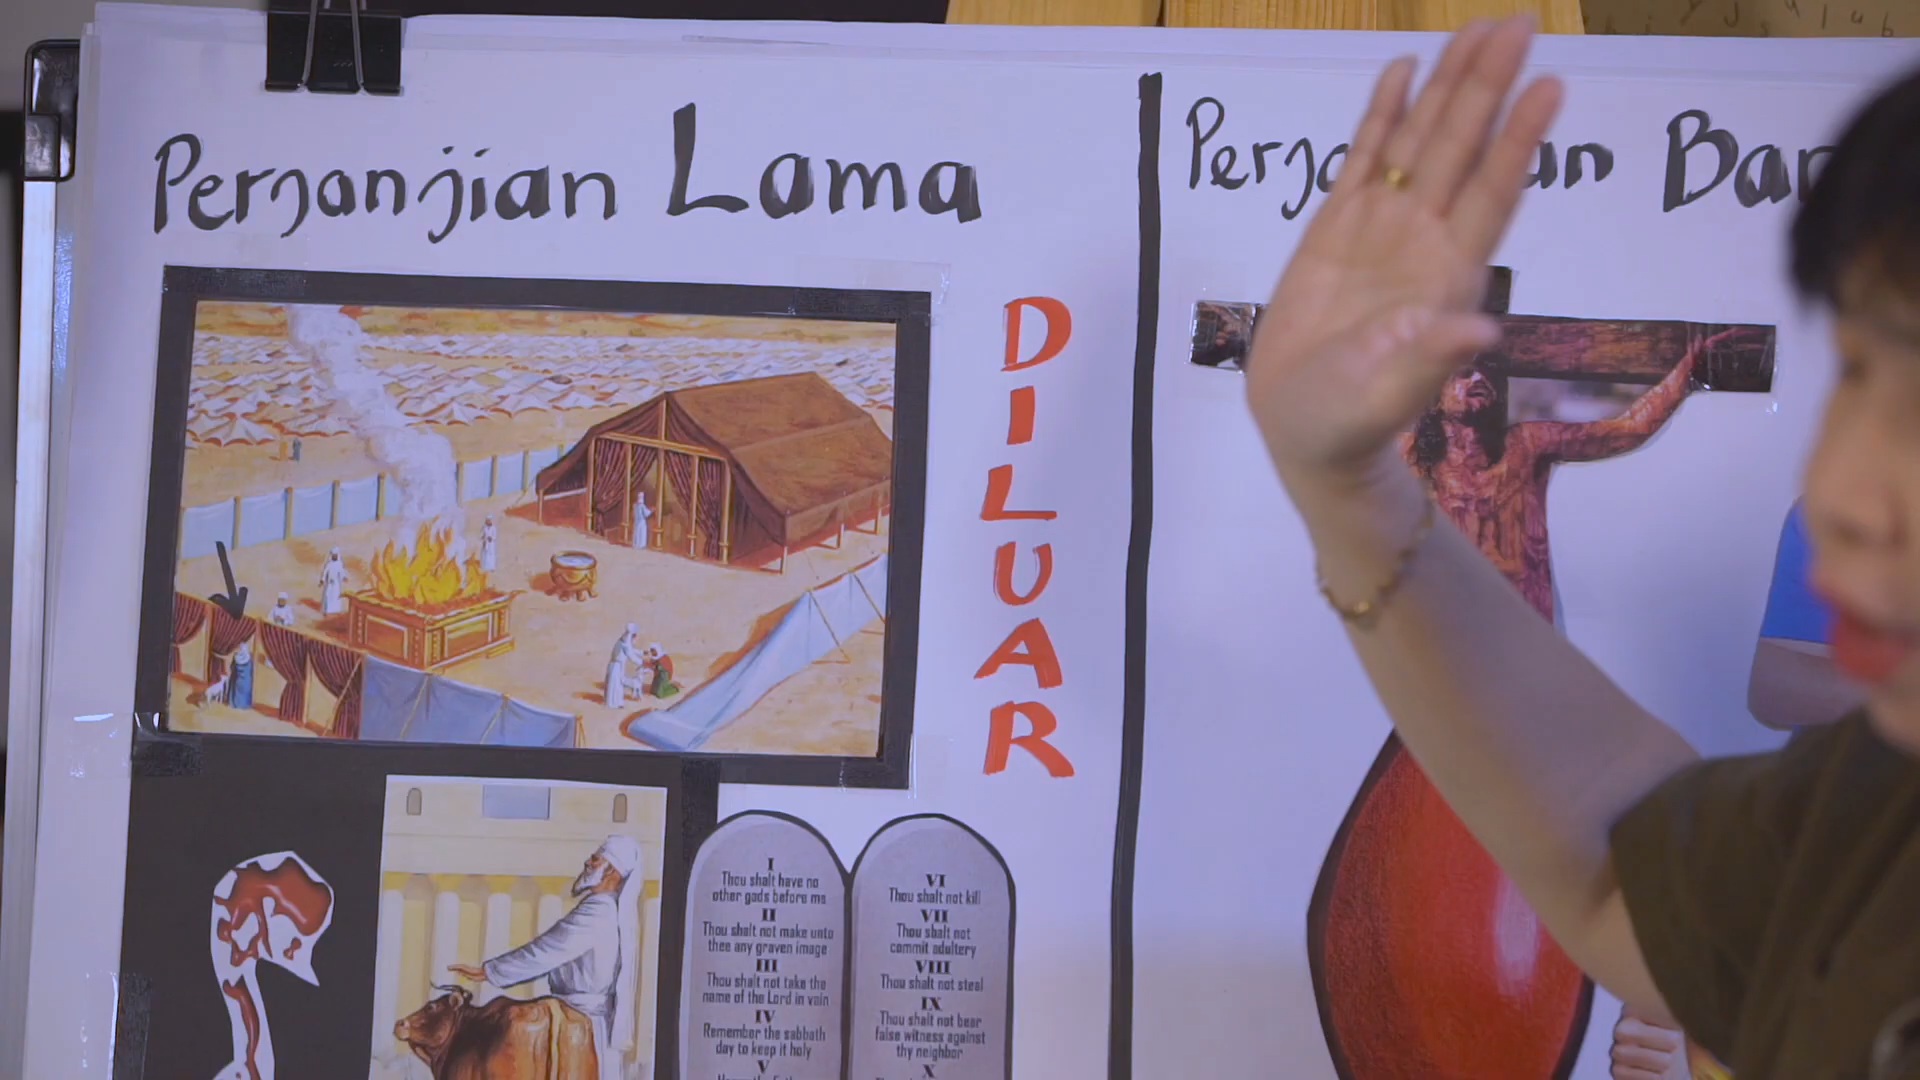 Perjanjian Lama
DILUAR
I
Thou shalt have no
other gods before me
II
Thou shalt not make unto
thee any graven image
III
Thou shalt not take the
name of the Lord in vain
IV
Remember the sabbath
day to keep it holy
V
VI
Thou shalt not kill
VII
Thou shalt not
commit adultery
VIII
Thou shalt not steal
IX
Thou shalt not bear
false witness against
thy neighbor
X